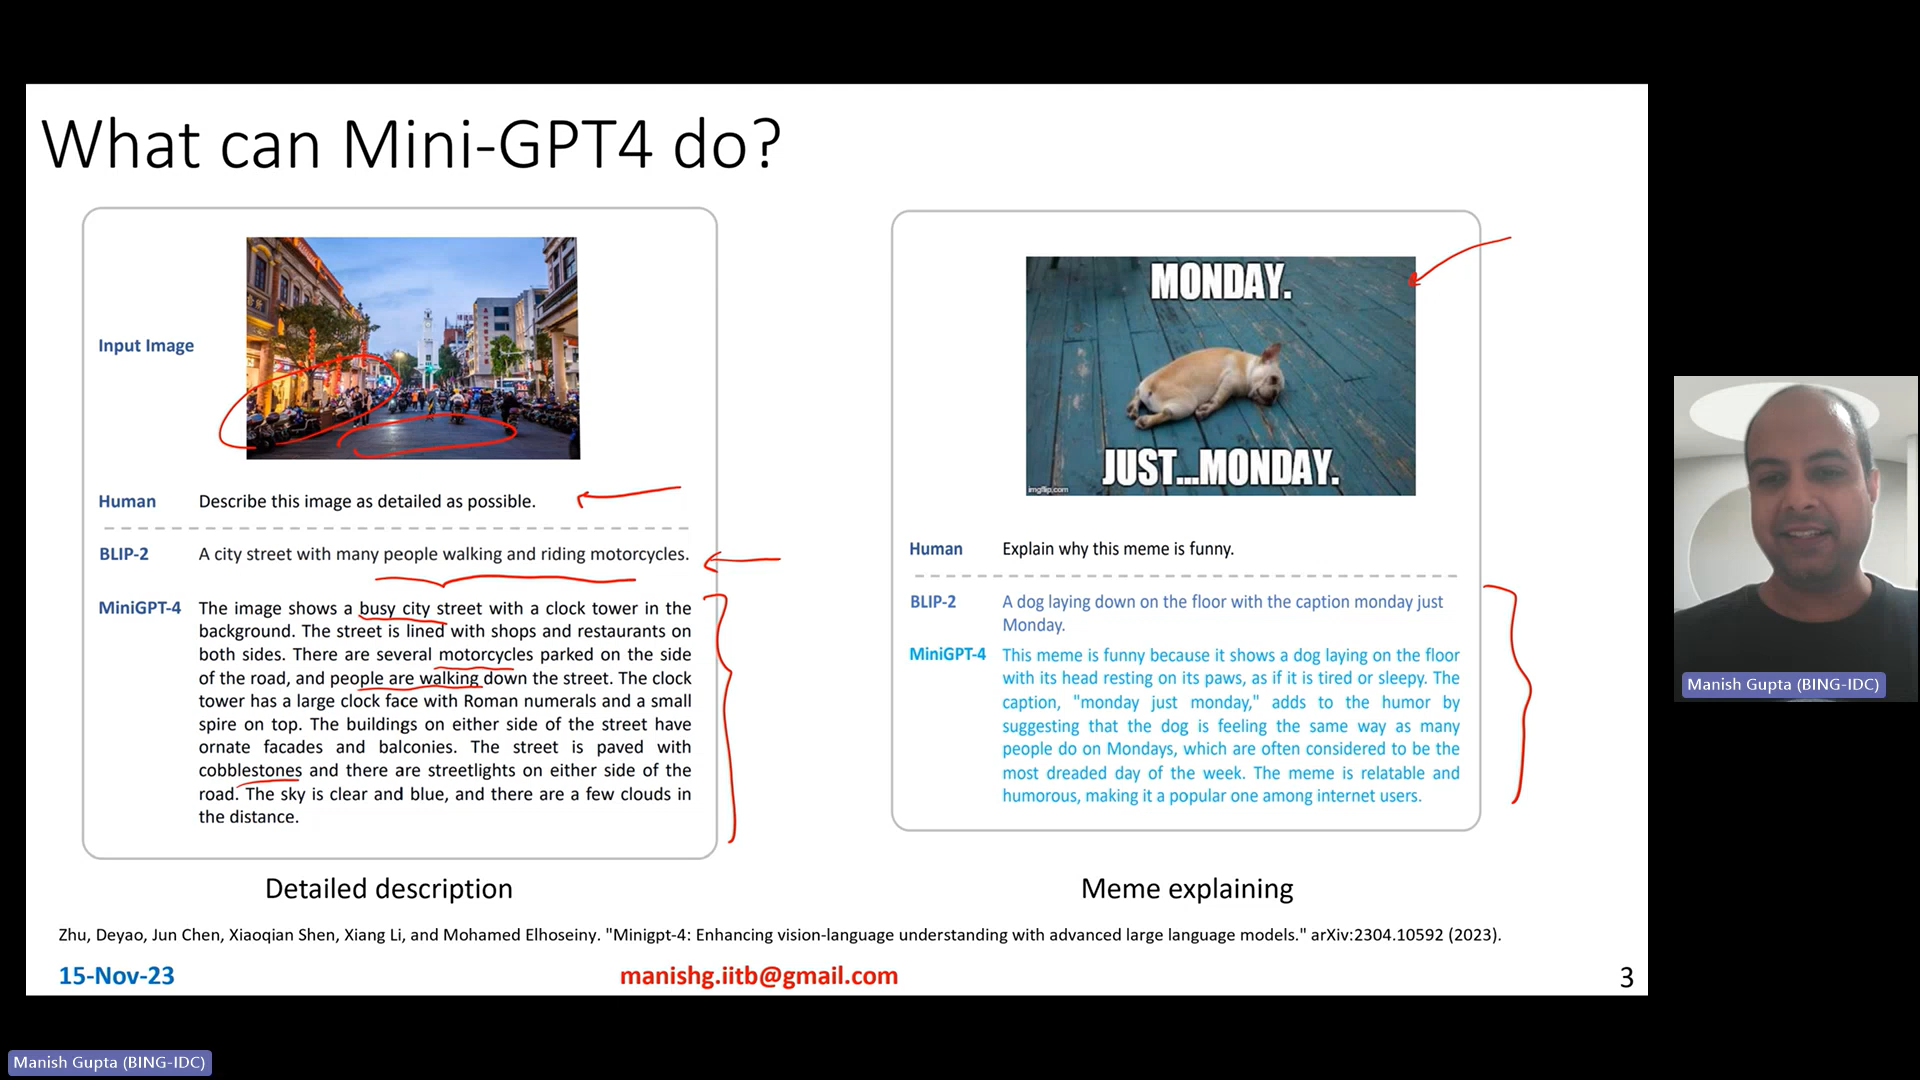 What can Mini-GPT4 do?
Input Image
Human Describe this image as detailed as possible.
BLIP-2 A city street with many people walking and riding motorcycles.
MiniGPT-4 The image shows a busy city street with a clock tower in the
background. The street is lined with shops and restaurants on
both sides. There are several motorcycles parked on the side
of the road, and people are walking down the street. The clock
tower has a large clock face with Roman numerals and a small
spire on top. The buildings on either side of the street have
ornate facades and balconies. The street is paved with
cobblestones and there are streetlights on either side of the
road. The sky is clear and blue, and there are a few clouds in
the distance.
Detailed description
MONDAY.
JUST...MONDAY.
imgflip.com
Human Explain why this meme is funny.
BLIP-2 A dog laying down on the floor with the caption monday just
Monday.
MiniGPT-4 This meme is funny because it shows a dog laying on the floor
with its head resting on its paws, as if it is tired or sleepy. The
caption, "monday just monday," adds to the humor by
suggesting that the dog is feeling the same way as many
people do on Mondays, which are often considered to be the
most dreaded day of the week. The meme is relatable and
humorous, making it a popular one among internet users.
Meme explaining
Zhu, Deyao, Jun Chen, Xiaoqian Shen, Xiang Li, and Mohamed Elhoseiny. "Minigpt-4: Enhancing vision-language understanding with advanced large language models." arXiv:2304.10592 (2023).
15-Nov-23
manishg.iitb@gmail.com
3
Manish Gupta (BING-IDC)
Manish Gupta (BING-IDC)